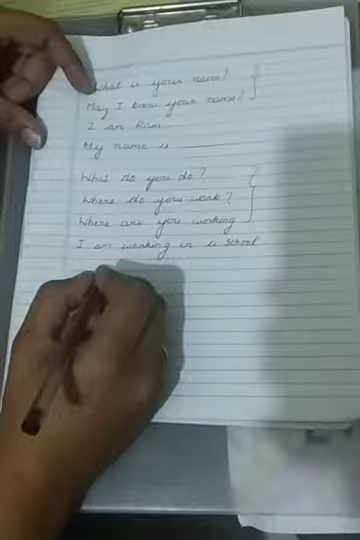 What is your name?
May I know your name?
I am Ram.
My name is
What do you do?
Where do you work?
Where are you working
I am working in a School.